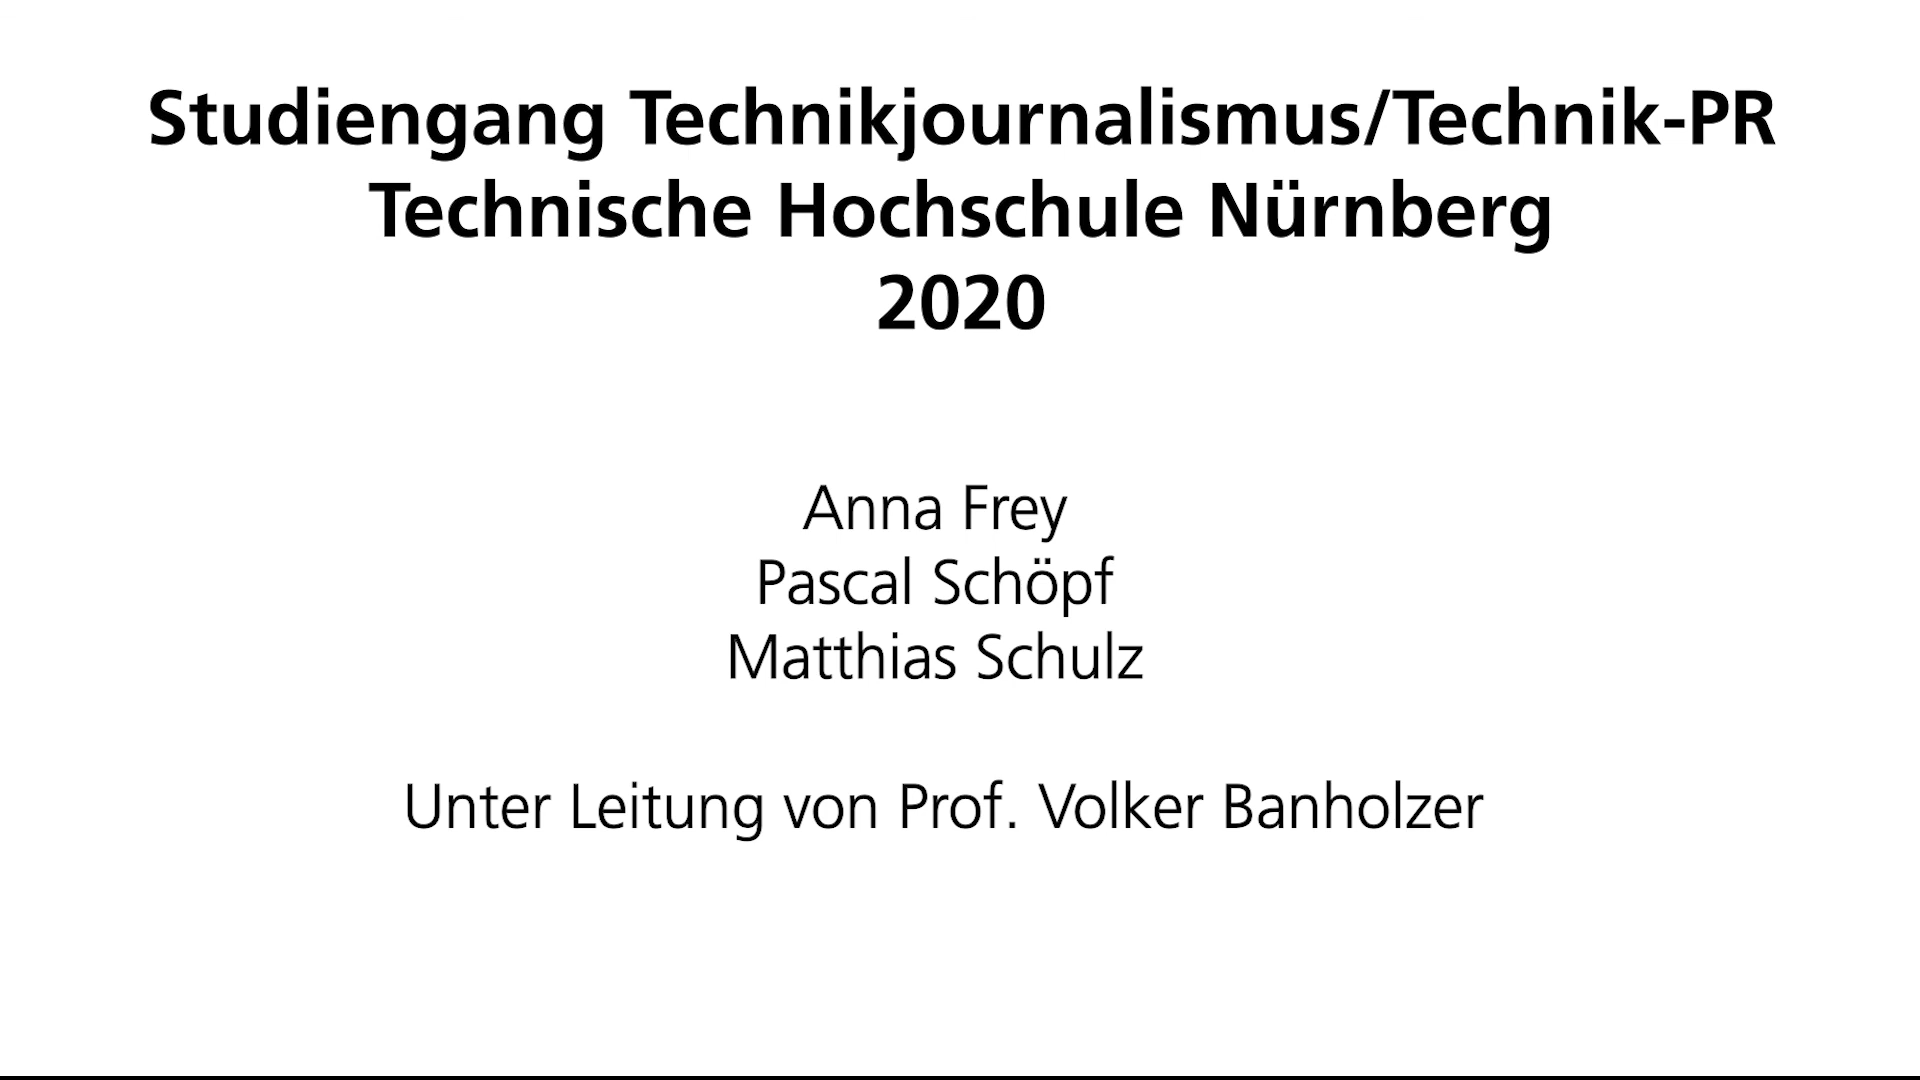 Studiengang Technikjournalismus/Technik-PR
Technische Hochschule Nürnberg
2020
Anna Frey
Pascal Schöpf
Matthias Schulz
Unter Leitung von Prof. Volker Banholzer